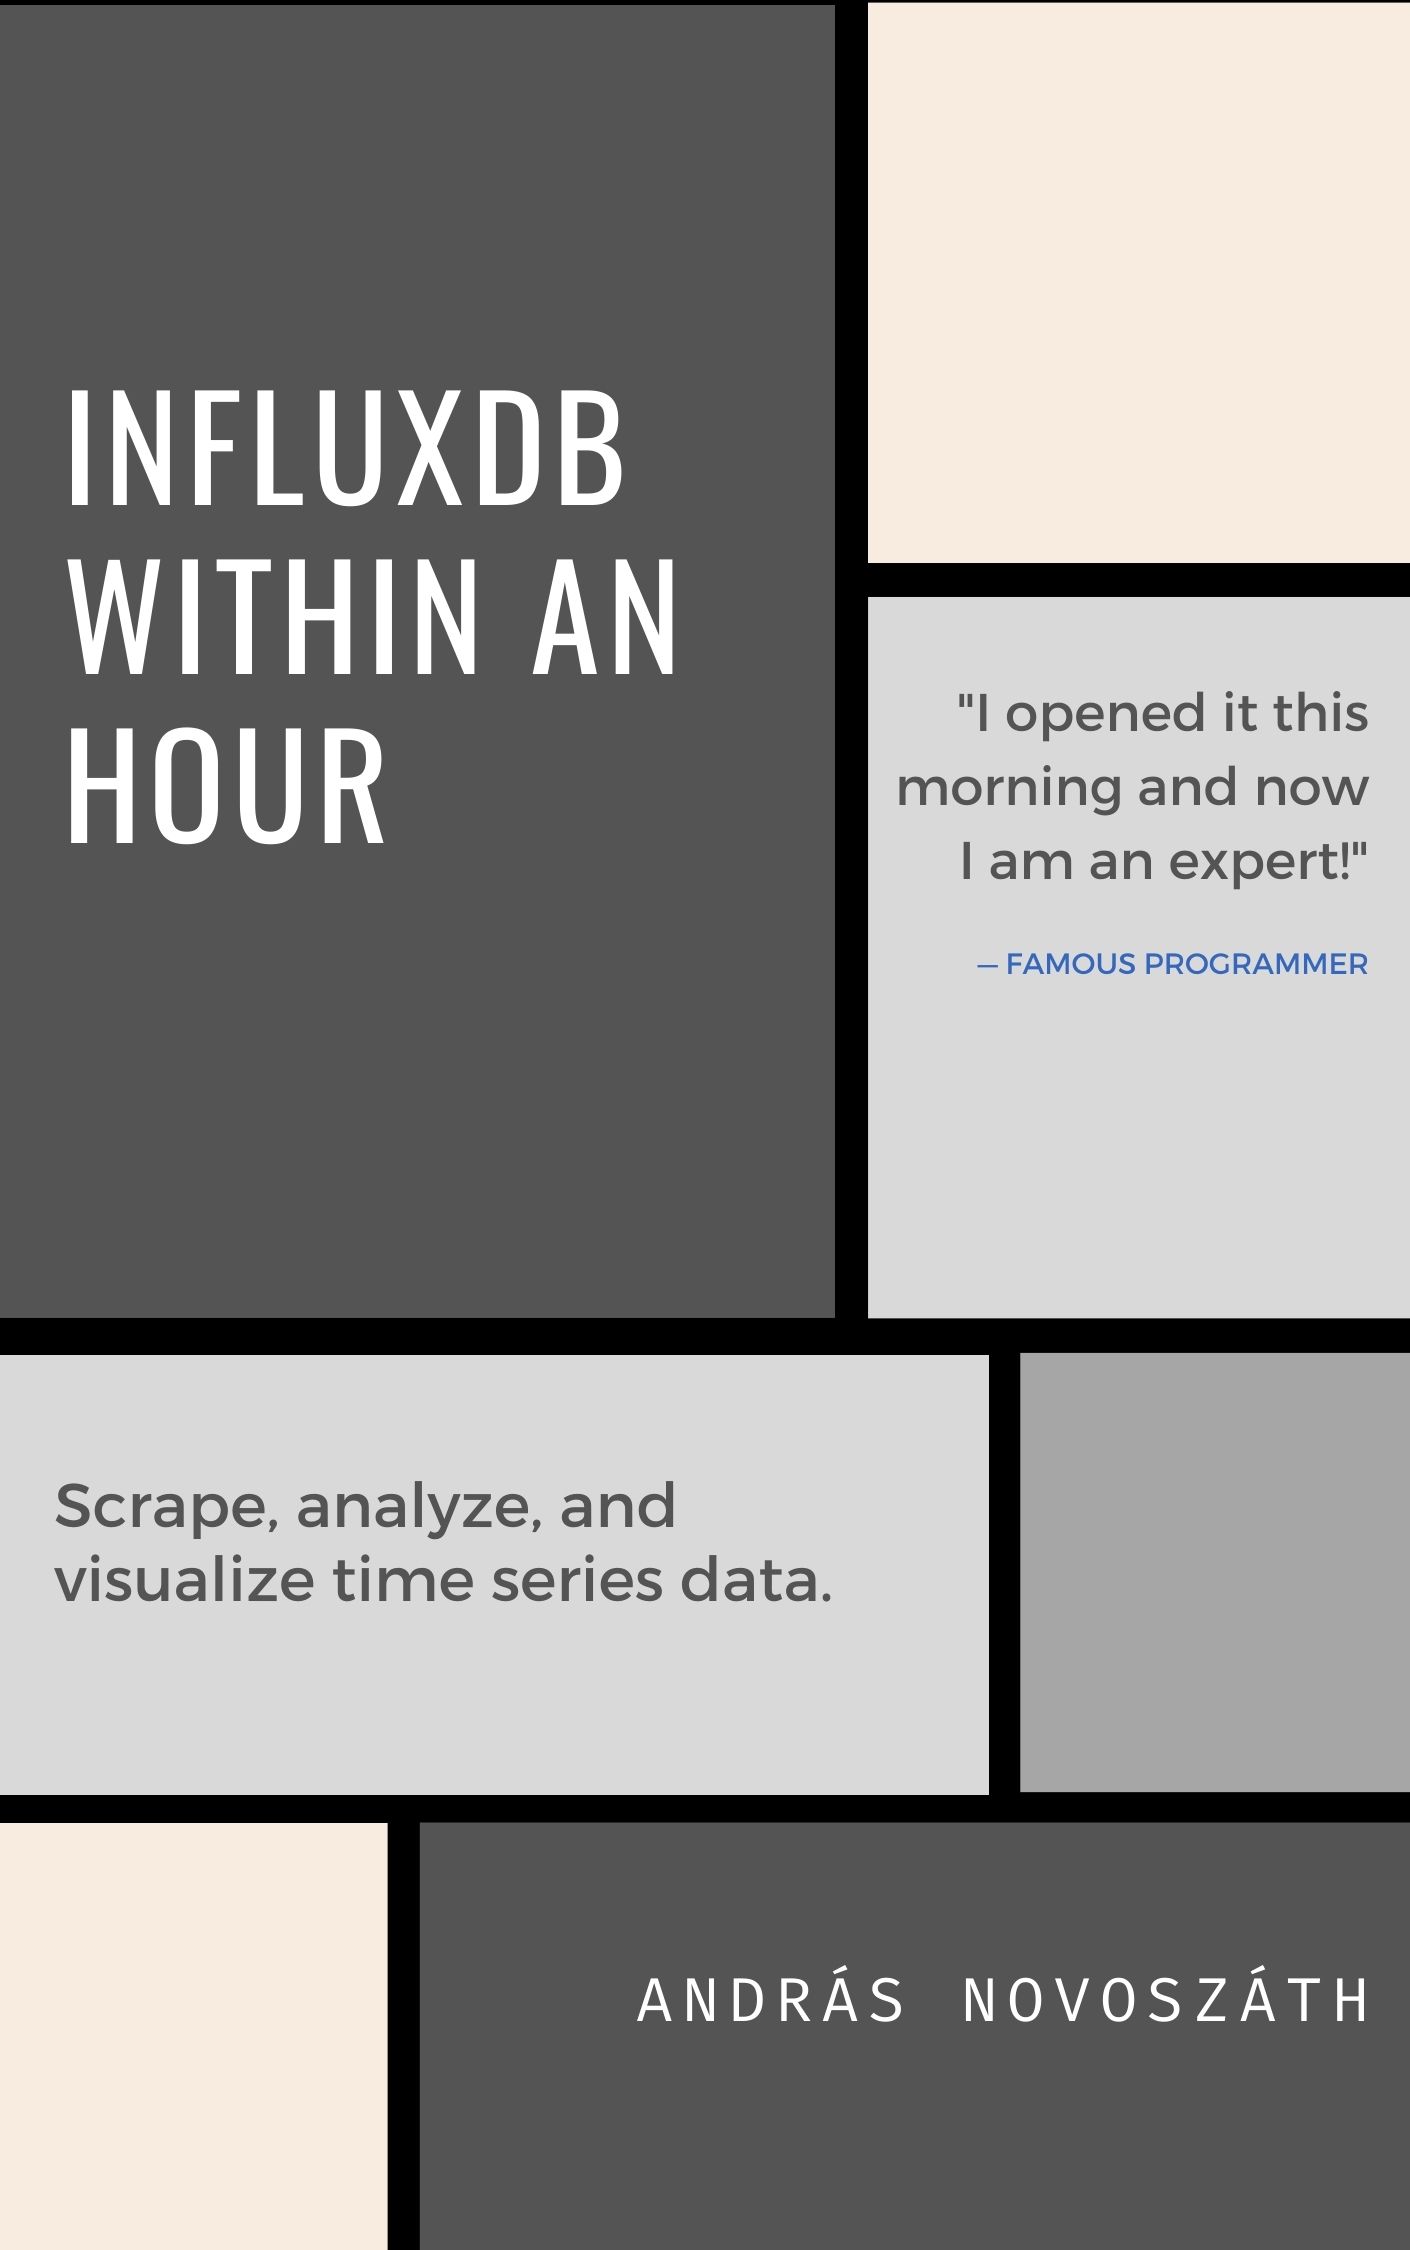 INFLUXDB
WITHIN AN
HOUR
"I opened it this
morning and now
I am an expert!"
— FAMOUS PROGRAMMER
Scrape, analyze, and
visualize time series data.
ANDRÁS NOVOSZÁTH